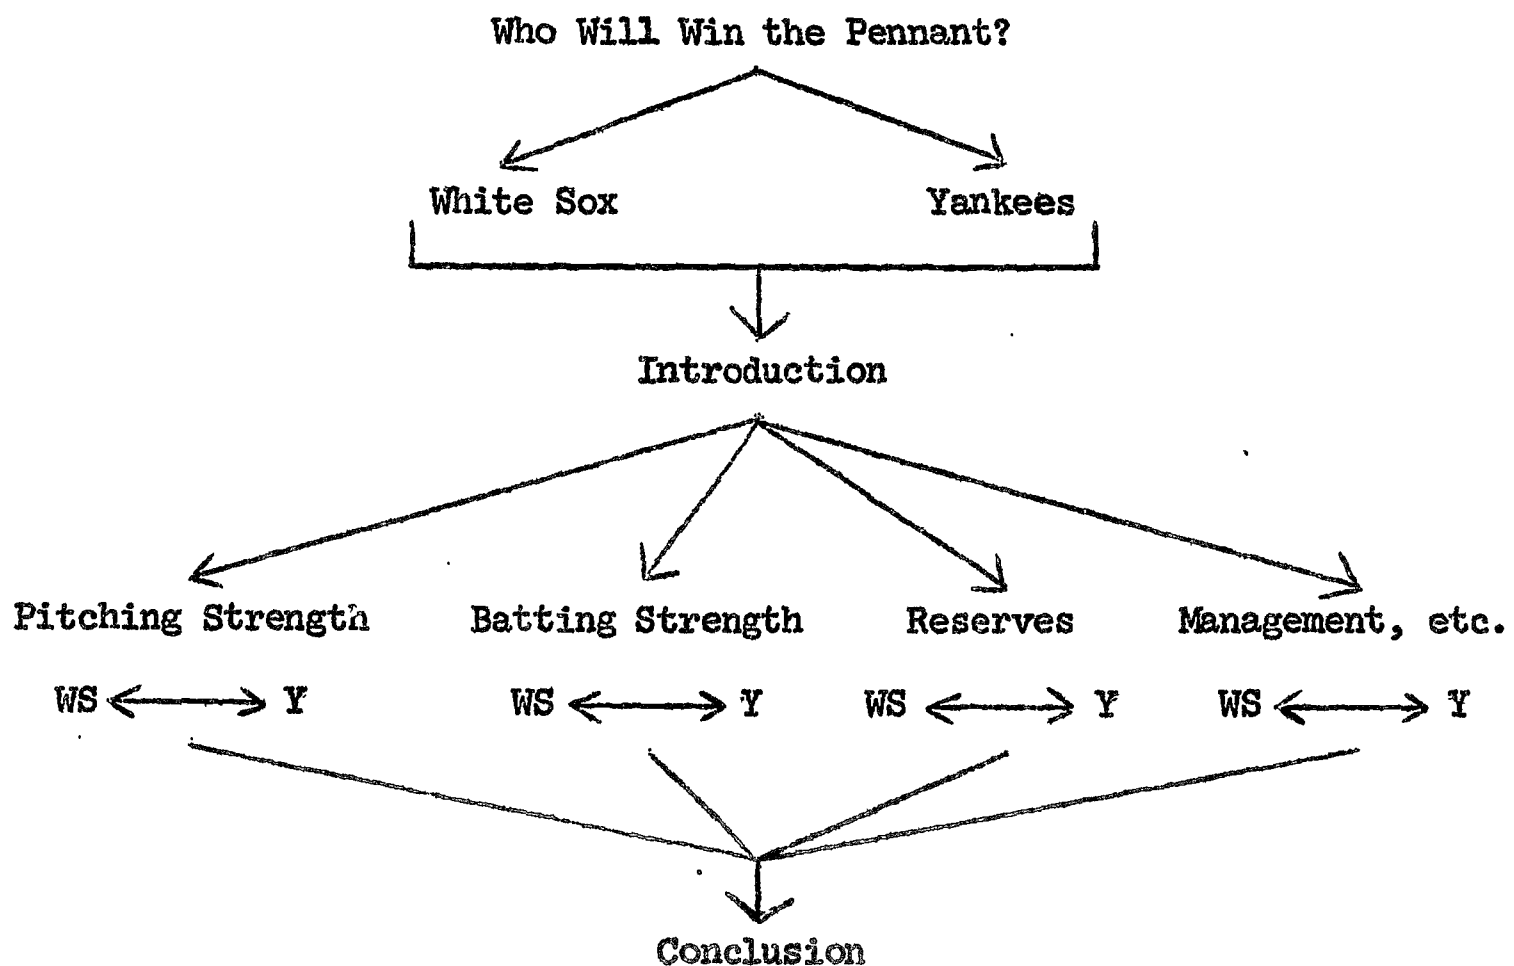 Who Will Win the Pennant?
White Sox Yankees
Introduction
Pitching Strength Batting Strength Reserves Management, etc.
WS Y WS Y WS Y WS Y
Conclusion